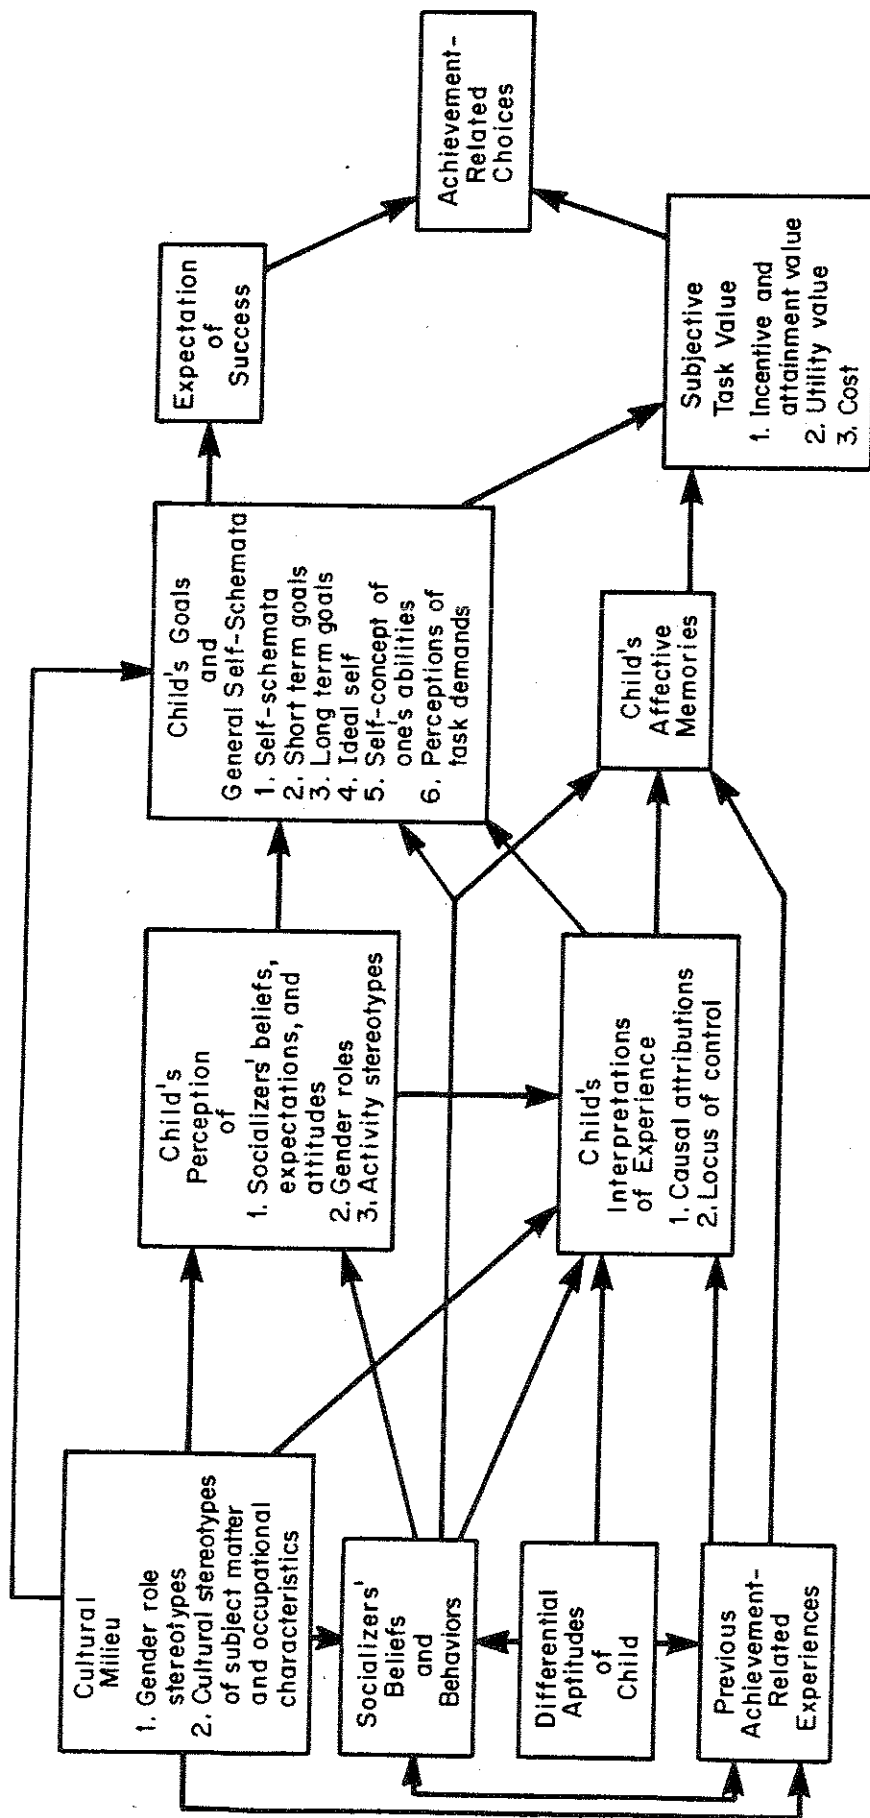 Cultural
Milieu
1. Gender role
stereotypes
2. Cultural stereotypes
of subject matter
and occupational
characteristics
Socializers'
Beliefs
and
Behaviors
Differential
Aptitudes
of
Child
Previous
Achievement-
Related
Experiences
Child's
Perception
of
1. Socializers' beliefs,
expectations, and
attitudes
2. Gender roles
3. Activity stereotypes
Child's
Interpretations
of Experience
1. Causal attributions
2. Locus of control
Child's Goals
and
General Self-Schemata
1. Self-schemata
2. Short term goals
3. Long term goals
4. Ideal self
5. Self-concept of
one's abilities
6. Perceptions of
task demands
Child's
Affective
Memories
Expectation
of
Success
Subjective
Task Value
1. Incentive and
attainment value
2. Utility value
3. Cost
Achievement-
Related
Choices